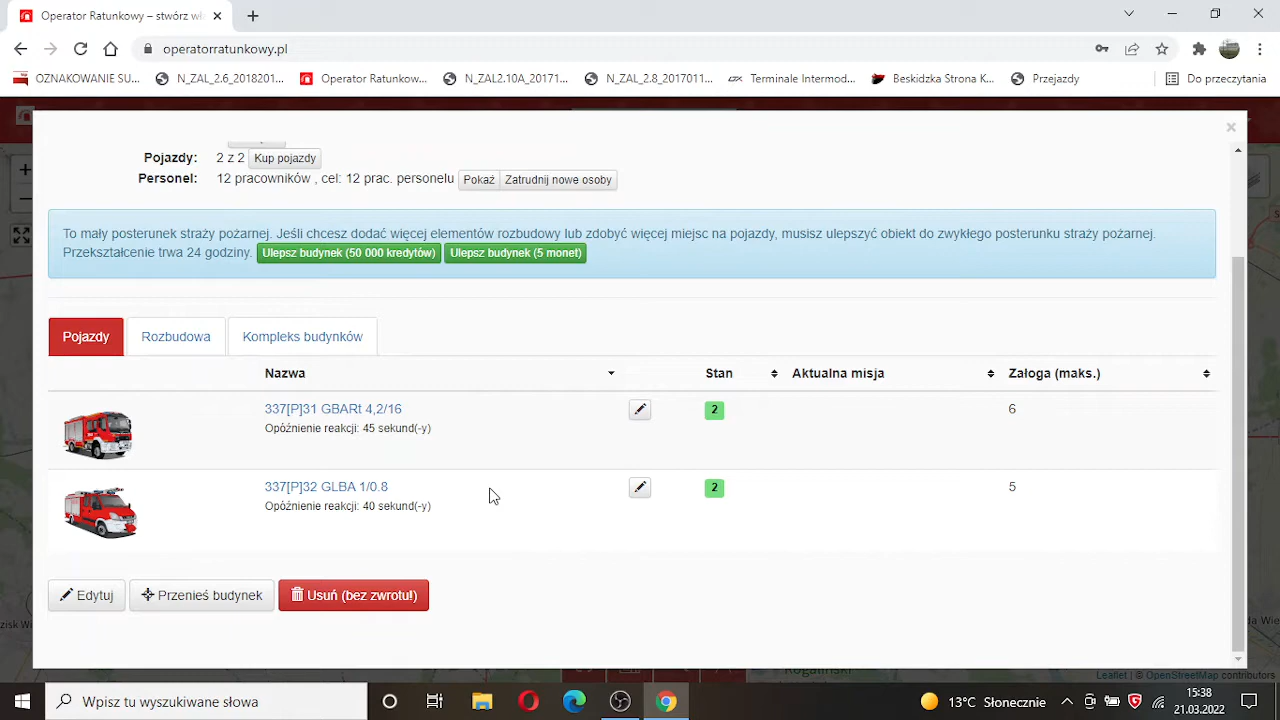 Operator Ratunkowy – stwórz wła
operatorratunkowy.pl
OZNAKOWANIE SU...
N_ZAL_2.6_2018201...
Operator Ratunkow...
N_ZAL2.10A_20171...
N_ZAL_2.8_2017011...
Terminale Intermod...
Beskidzka Strona K...
Przejazdy
Do przeczytania
×
Pojazdy: 2 z 2 Kup pojazdy
Personel: 12 pracowników , cel: 12 prac. personelu Pokaż Zatrudnij nowe osoby
To mały posterunek straży pożarnej. Jeśli chcesz dodać więcej elementów rozbudowy lub zdobyć więcej miejsc na pojazdy, musisz ulepszyć obiekt do zwykłego posterunku straży pożarnej.
Przekształcenie trwa 24 godziny. Ulepsz budynek (50 000 kredytów) Ulepsz budynek (5 monet)
Pojazdy Rozbudowa Kompleks budynków
Nazwa Stan Aktualna misja Załoga (maks.)
337[P]31 GBARt 4,2/16 2 6
Opóźnienie reakcji: 45 sekund(-y)
337[P]32 GLBA 1/0.8 2 5
Opóźnienie reakcji: 40 sekund(-y)
Edytuj Przenieś budynek Usuń (bez zwrotu!)
Leaflet | © OpenStreetMap contributors
Wpisz tu wyszukiwane słowa
13°C Słonecznie
15:38
21.03.2022